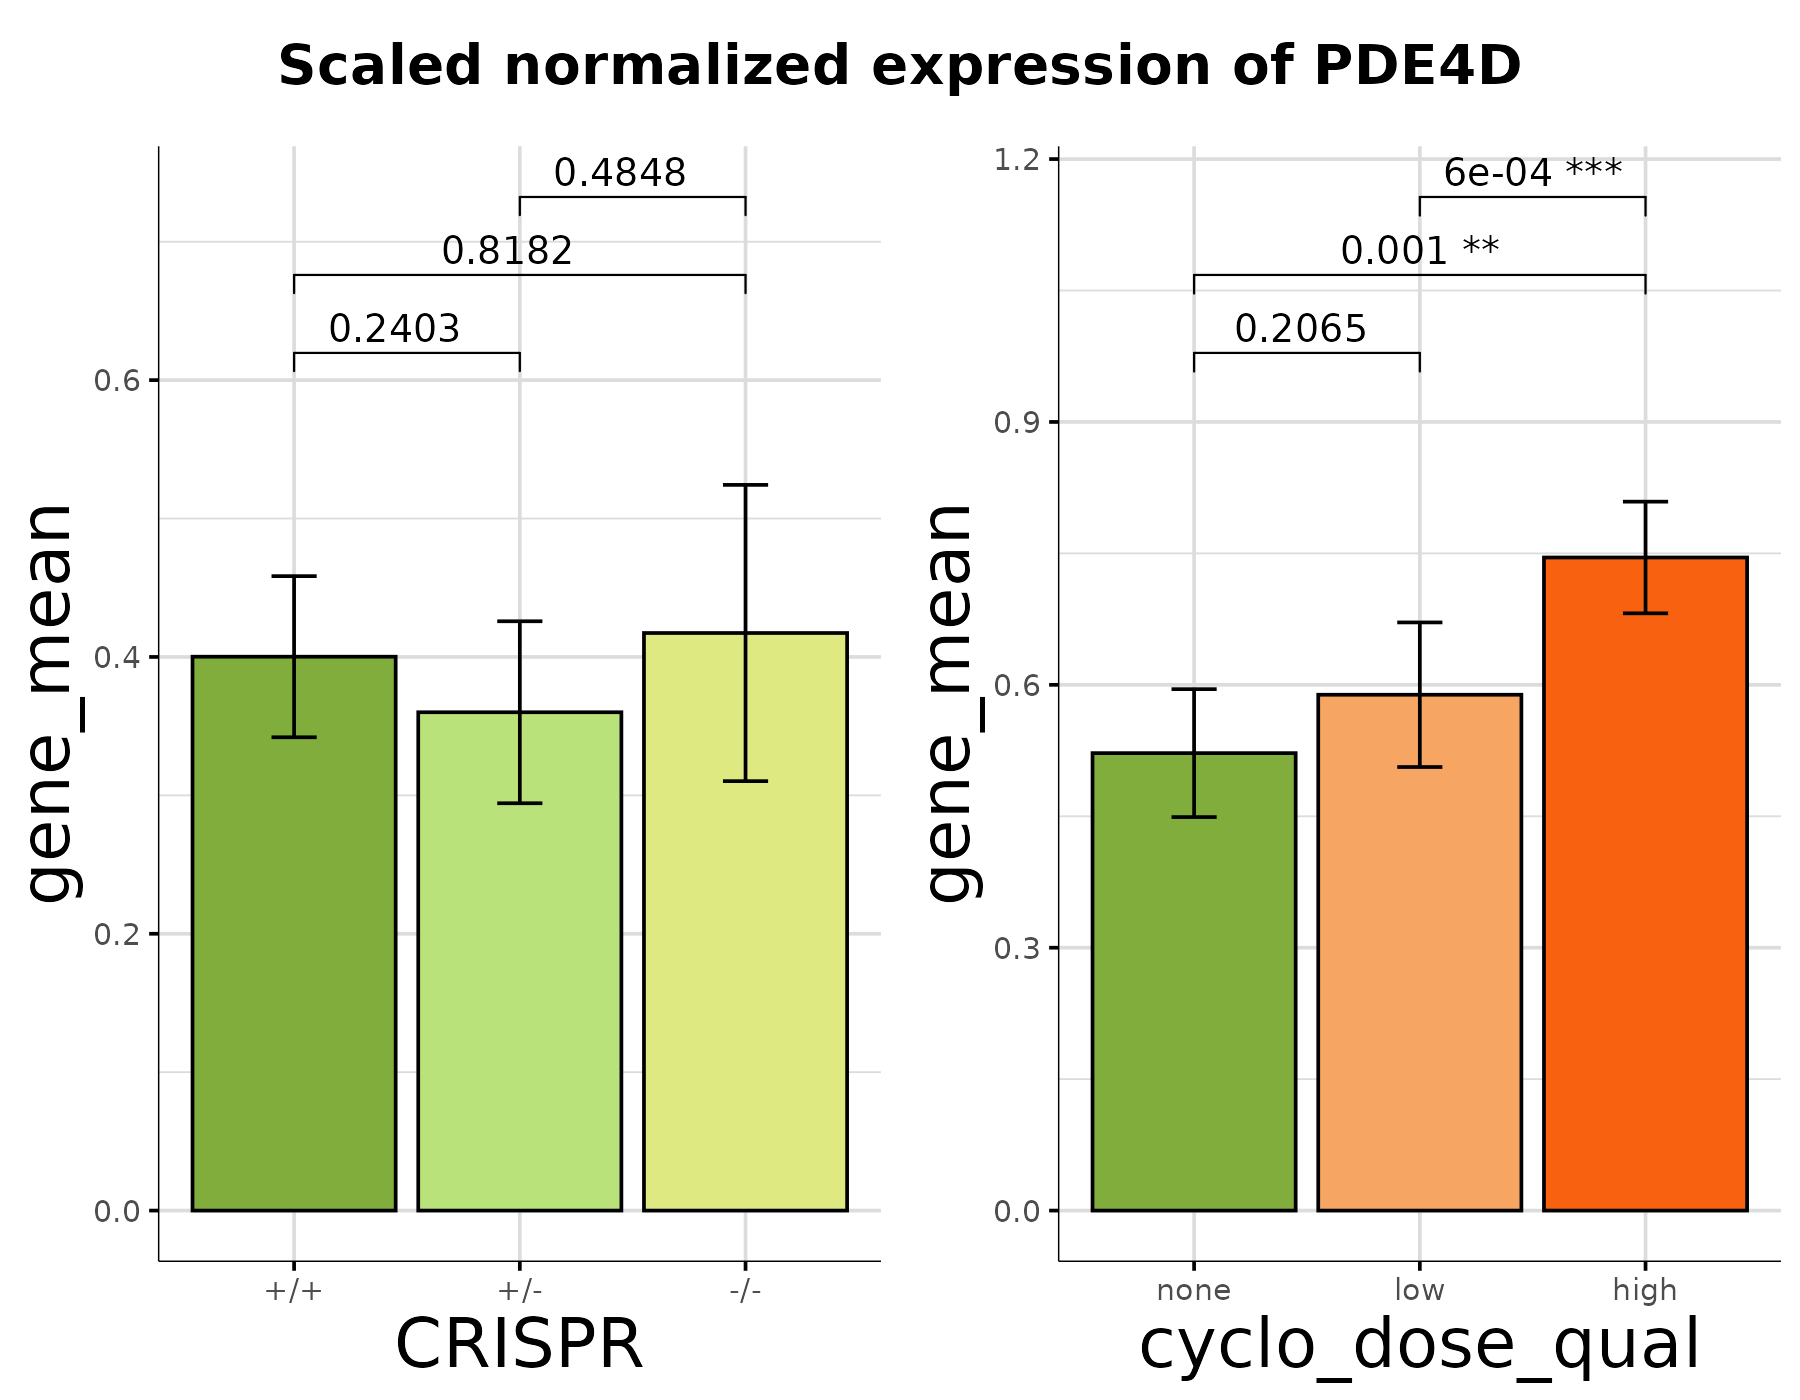 Scaled normalized expression of PDE4D
gene_mean
0.6
0.4
0.2
0.0
0.4848
0.8182
0.2403
+/+ +/- -/-
CRISPR
gene_mean
1.2
0.9
0.6
0.3
0.0
6e-04 ***
0.001 **
0.2065
none low high
cyclo_dose_qual